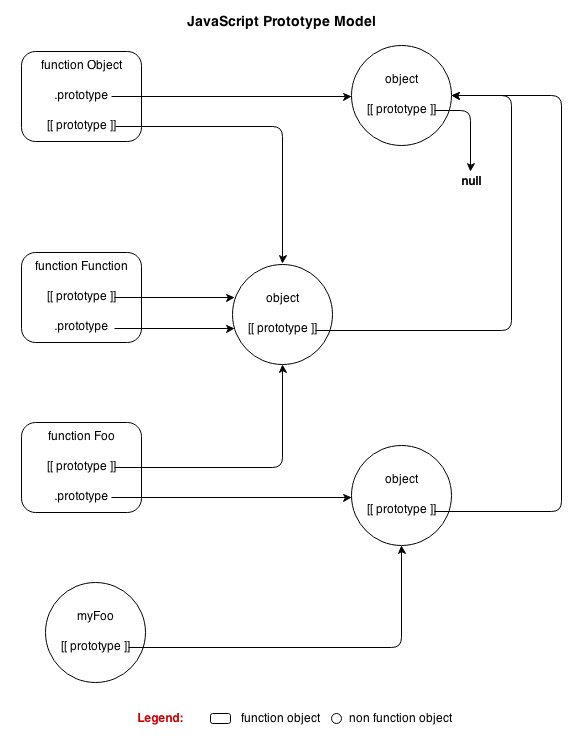 JavaScript Prototype Model
function Object
.prototype
[[ prototype ]]
object
[[ prototype ]]
null
function Function
[[ prototype ]]
.prototype
object
[[ prototype ]]
function Foo
[[ prototype ]]
.prototype
object
[[ prototype ]]
myFoo
[[ prototype ]]
Legend: function object non function object